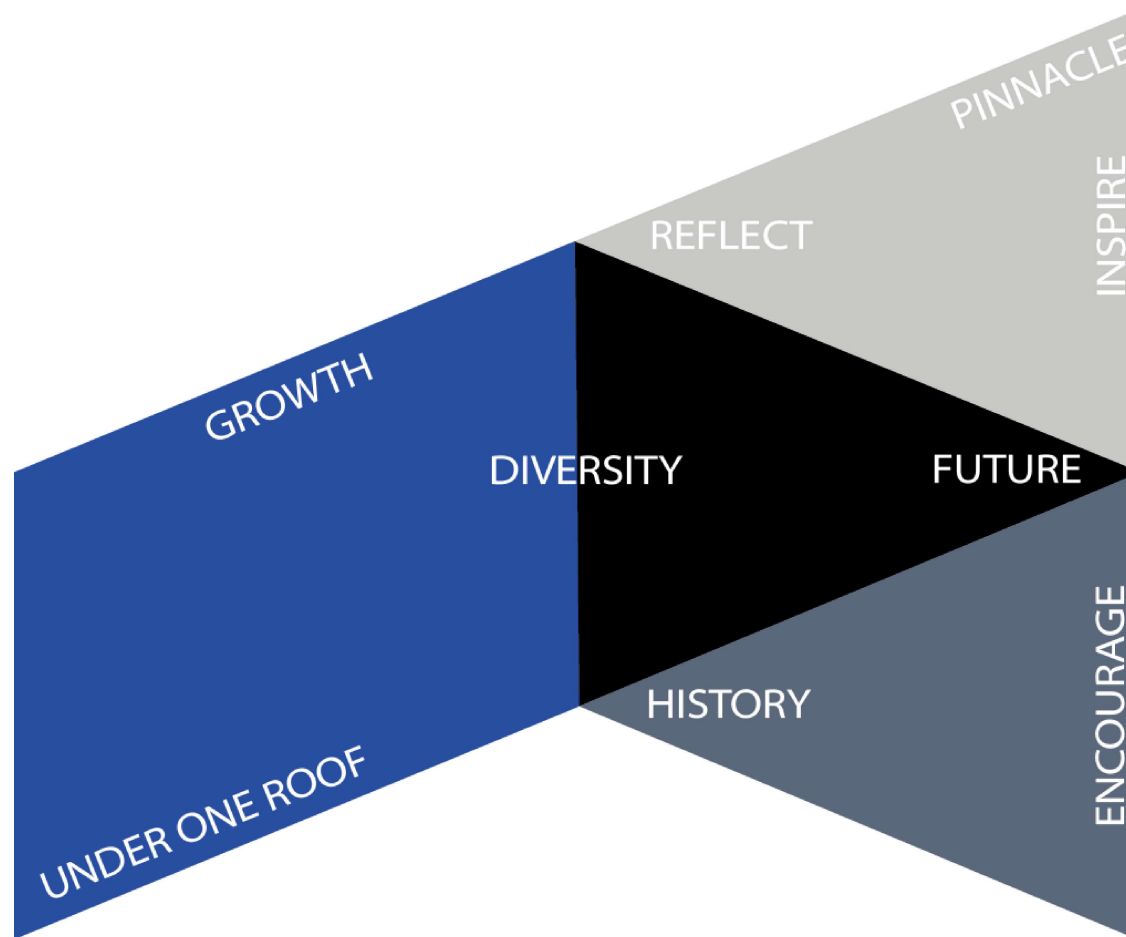 PINNACLE
INSPIRE
REFLECT
GROWTH
DIVERSITY
FUTURE
HISTORY
ENCOURAGE
UNDER ONE ROOF